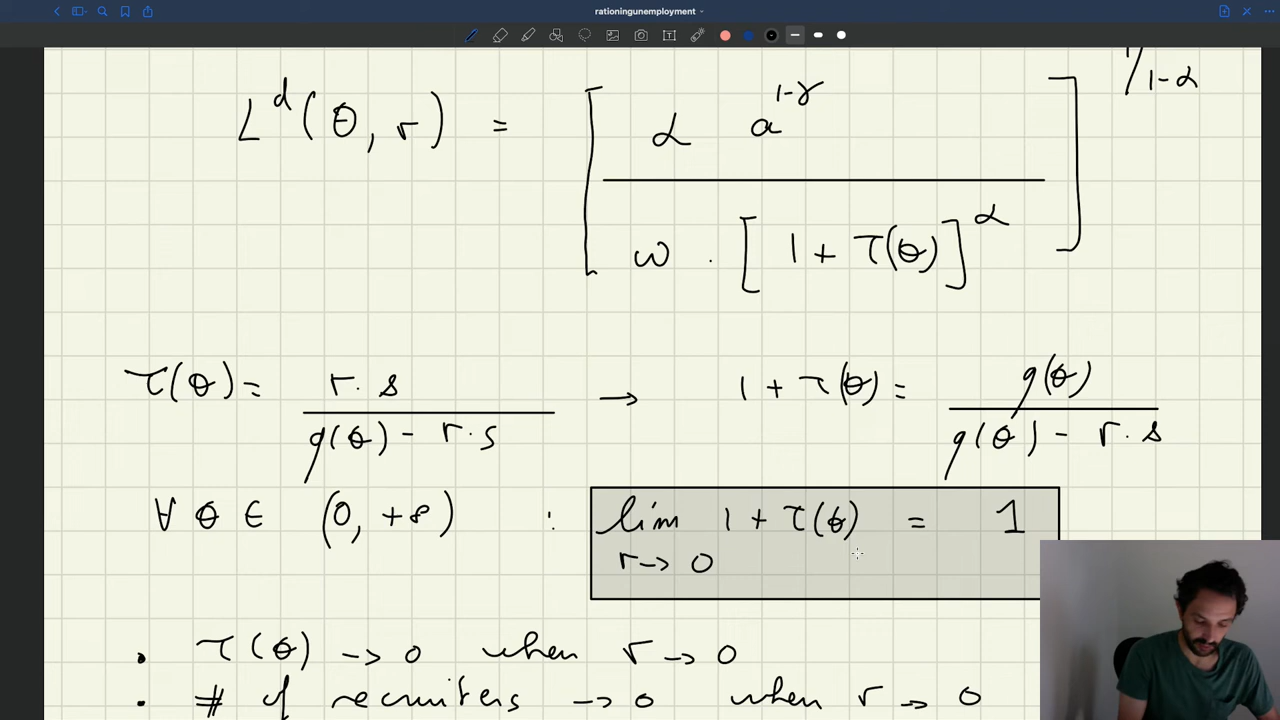 rationingunemployment
L^d(θ, r) = [ α a^{1-γ} / ω · [1 + τ(θ)]^α ]^{1/1-α}
τ(θ) = r·s / q(θ) - r·s → 1 + τ(θ) = q(θ) / q(θ) - r·s
∀ θ ∈ (0, +∞) : lim 1 + τ(θ) = 1
r → 0
• τ(θ) → 0 when r → 0
• # of recruiters → 0 when r → 0